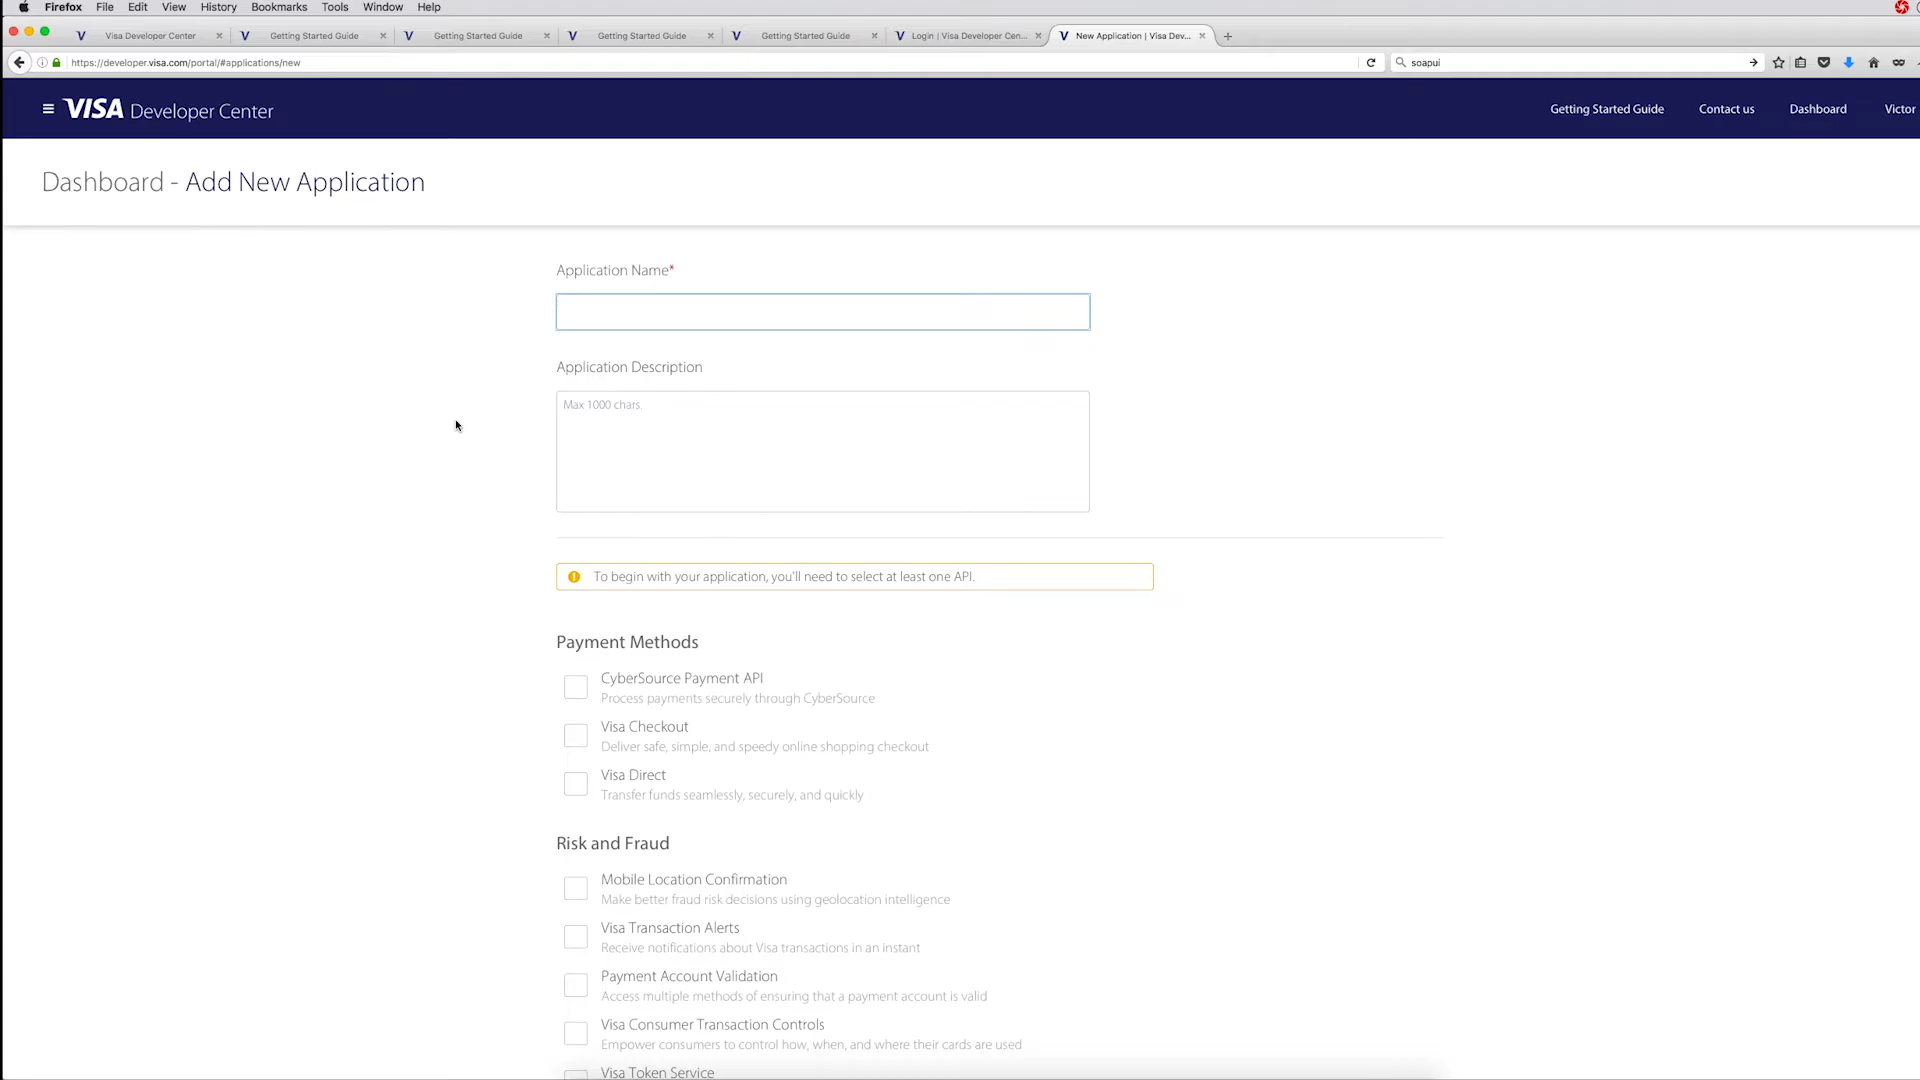 Firefox File Edit View History Bookmarks Tools Window Help
V Visa Developer Center × V Getting Started Guide × V Getting Started Guide × V Getting Started Guide × V Getting Started Guide × V Login | Visa Developer Cen... × V New Application | Visa Dev... × +
https://developer.visa.com/portal/#applications/new soapui
VISA Developer Center Getting Started Guide Contact us Dashboard Victor
Dashboard - Add New Application
Application Name*
Application Description
Max 1000 chars.
To begin with your application, you'll need to select at least one API.
Payment Methods
CyberSource Payment API
Process payments securely through CyberSource
Visa Checkout
Deliver safe, simple, and speedy online shopping checkout
Visa Direct
Transfer funds seamlessly, securely, and quickly
Risk and Fraud
Mobile Location Confirmation
Make better fraud risk decisions using geolocation intelligence
Visa Transaction Alerts
Receive notifications about Visa transactions in an instant
Payment Account Validation
Access multiple methods of ensuring that a payment account is valid
Visa Consumer Transaction Controls
Empower consumers to control how, when, and where their cards are used
Visa Token Service